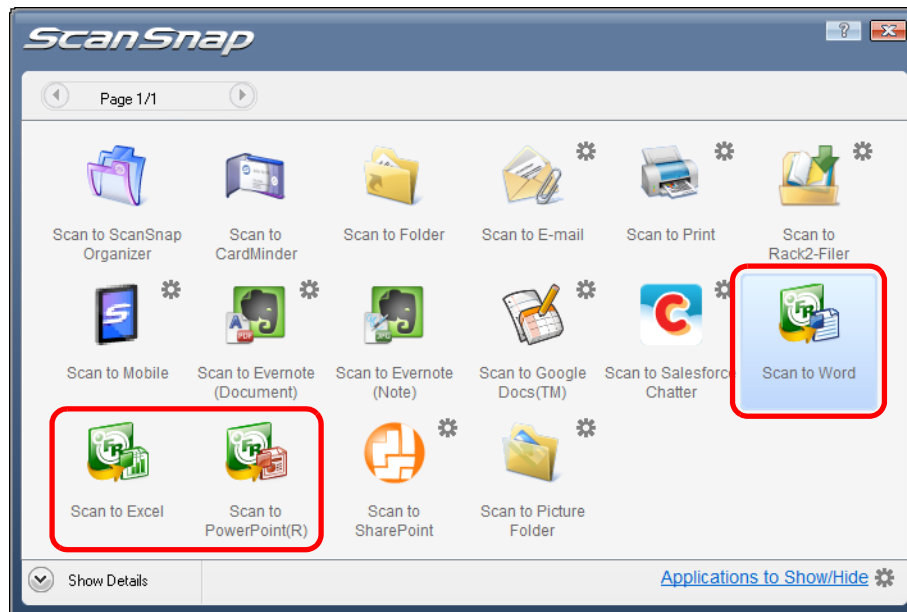 ScanSnap
?
Page 1/1
Scan to ScanSnap
Organizer
Scan to
CardMinder
Scan to Folder
Scan to E-mail
Scan to Print
Scan to
Rack2-Filer
Scan to Mobile
Scan to Evernote
(Document)
Scan to Evernote
(Note)
Scan to Google
Docs(TM)
Scan to Salesforce
Chatter
Scan to Word
Scan to Excel
Scan to
PowerPoint(R)
Scan to
SharePoint
Scan to Picture
Folder
Show Details
Applications to Show/Hide